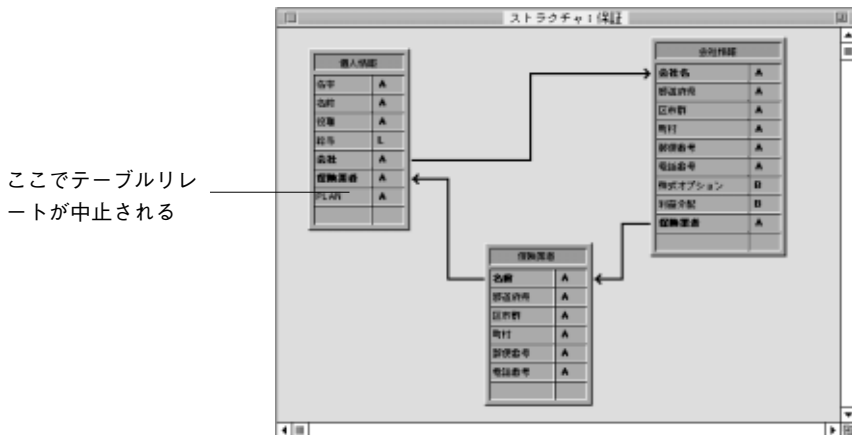 ストラクチャ：保証
個人情報
名字 A
名前 A
役職 A
給与 L
会社 A
保険業者 A
PLAN A
会社情報
会社名 A
都道府県 A
区市郡 A
町村 A
郵便番号 A
電話番号 A
株式オプション B
利益分配 B
保険業者 A
ここでテーブルリレ
ートが中止される
保険業者
名前 A
都道府県 A
区市郡 A
町村 A
郵便番号 A
電話番号 A